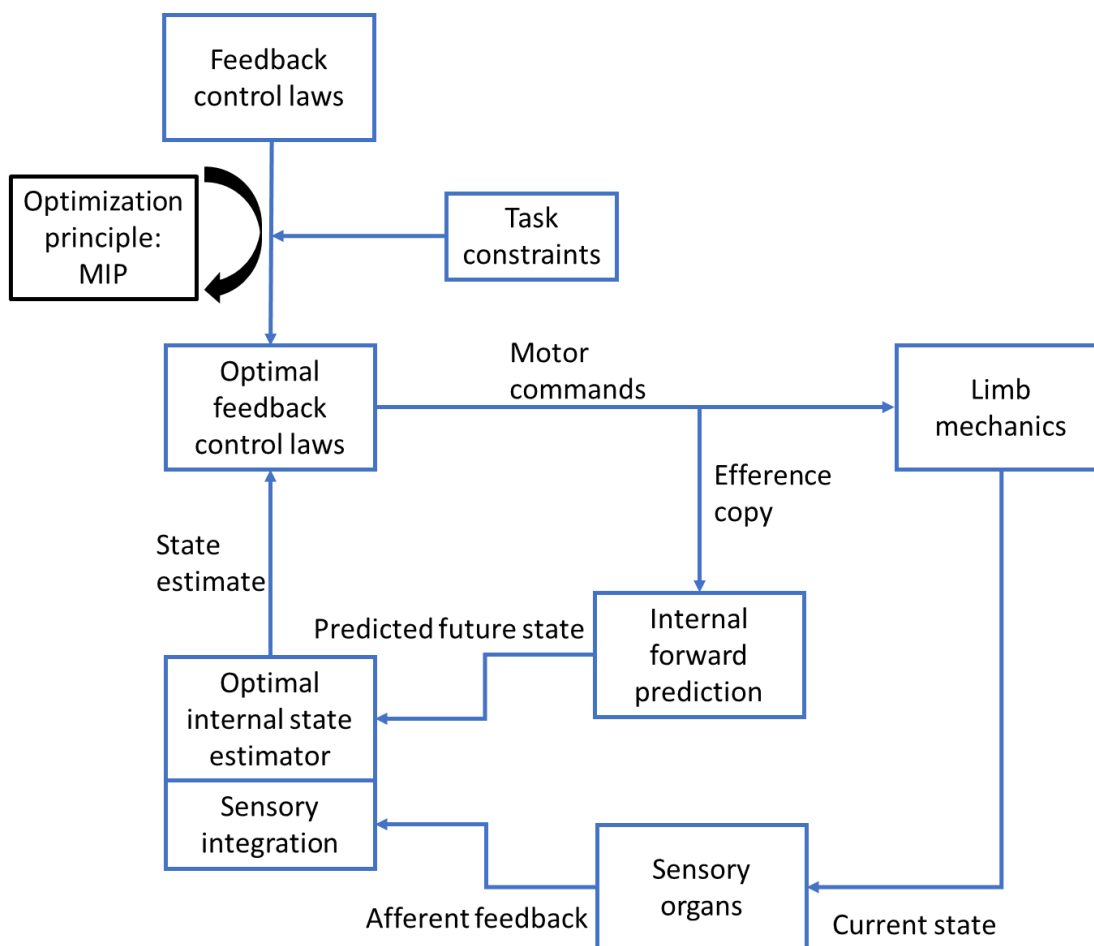 Feedback
control laws
Optimization
principle:
MIP
Task
constraints
Optimal
feedback
control laws
Motor
commands
Limb
mechanics
Efference
copy
State
estimate
Predicted future state
Internal
forward
prediction
Optimal
internal state
estimator
Sensory
integration
Sensory
organs
Afferent feedback
Current state